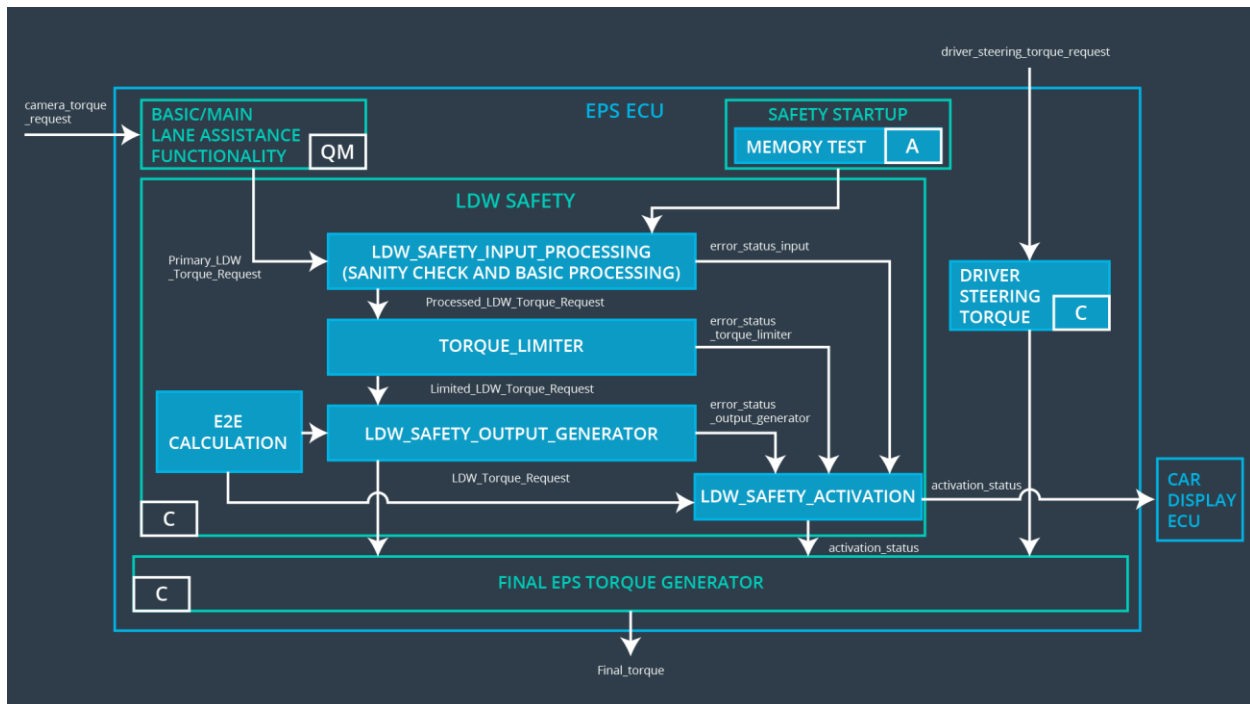 driver_steering_torque_request
camera_torque
_request
EPS ECU
BASIC/MAIN
LANE ASSISTANCE
FUNCTIONALITY
QM
SAFETY STARTUP
MEMORY TEST
A
LDW SAFETY
Primary_LDW
_Torque_Request
LDW_SAFETY_INPUT_PROCESSING
(SANITY CHECK AND BASIC PROCESSING)
error_status_input
DRIVER
STEERING
TORQUE
C
Processed_LDW_Torque_Request
TORQUE_LIMITER
error_status
_torque_limiter
Limited_LDW_Torque_Request
E2E
CALCULATION
LDW_SAFETY_OUTPUT_GENERATOR
error_status
_output_generator
LDW_Torque_Request
LDW_SAFETY_ACTIVATION
activation_status
CAR
DISPLAY
ECU
C
activation_status
FINAL EPS TORQUE GENERATOR
C
Final_torque